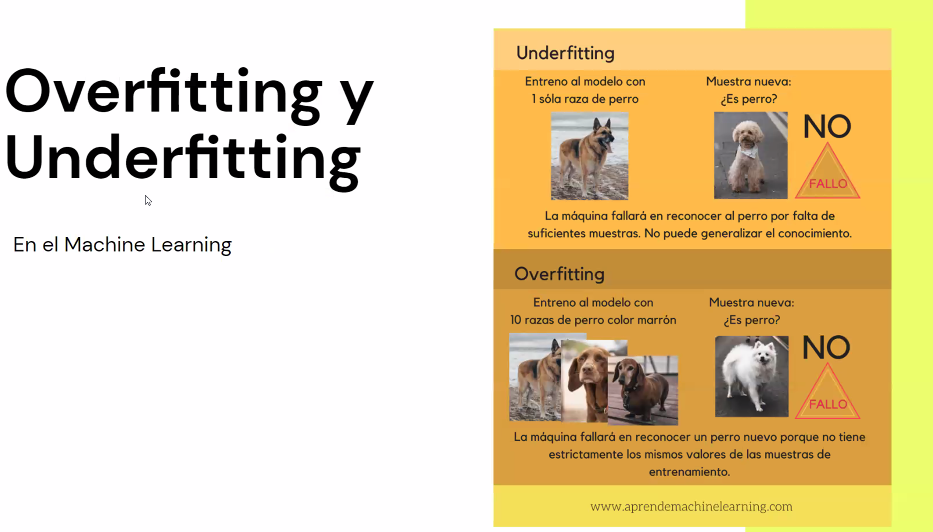 Overfitting y
Underfitting
En el Machine Learning
Underfitting
Entreno al modelo con
1 sóla raza de perro
Muestra nueva:
¿Es perro?
NO
FALLO
La máquina fallará en reconocer al perro por falta de
suficientes muestras. No puede generalizar el conocimiento.
Overfitting
Entreno al modelo con
10 razas de perro color marrón
Muestra nueva:
¿Es perro?
NO
FALLO
La máquina fallará en reconocer un perro nuevo porque no tiene
estrictamente los mismos valores de las muestras de
entrenamiento.
www.aprendemachinelearning.com